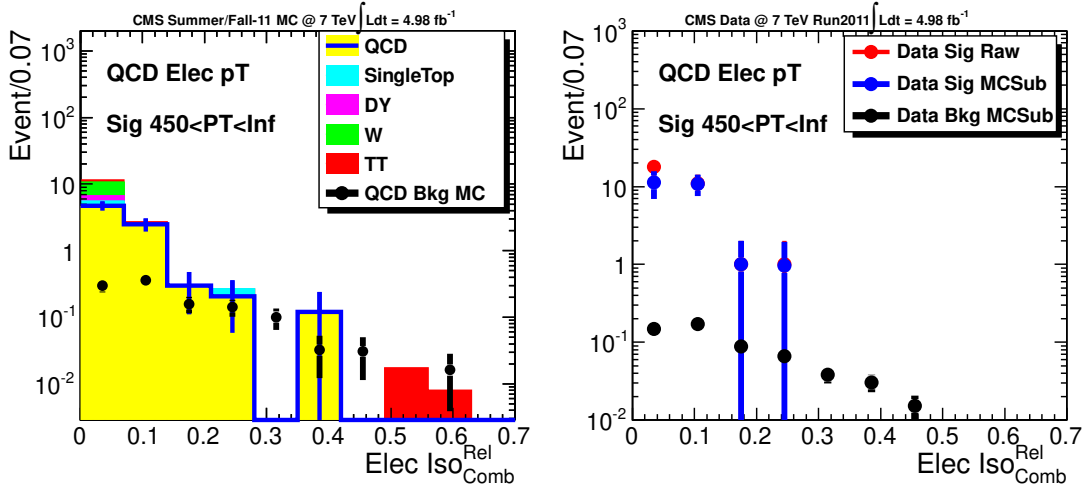 CMS Summer/Fall-11 MC @ 7 TeV ∫Ldt = 4.98 fb⁻¹
Event/0.07
QCD Elec pT
Sig 450<PT<Inf
QCD
SingleTop
DY
W
TT
QCD Bkg MC
10³
10²
10
1
10⁻¹
10⁻²
0 0.1 0.2 0.3 0.4 0.5 0.6 0.7
Elec Iso^Rel_Comb
CMS Data @ 7 TeV Run2011∫Ldt = 4.98 fb⁻¹
Event/0.07
QCD Elec pT
Sig 450<PT<Inf
Data Sig Raw
Data Sig MCSub
Data Bkg MCSub
10³
10²
10
1
10⁻¹
10⁻²
0 0.1 0.2 0.3 0.4 0.5 0.6 0.7
Elec Iso^Rel_Comb